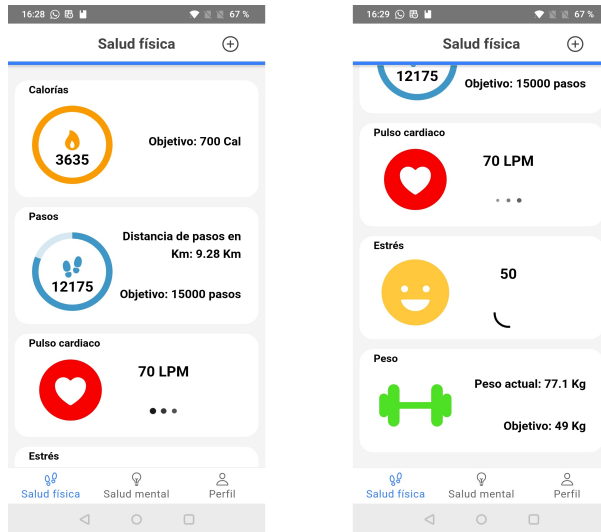 16:28
67 %
Salud física
Calorías
3635
Objetivo: 700 Cal
Pasos
Distancia de pasos en
Km: 9.28 Km
12175
Objetivo: 15000 pasos
Pulso cardiaco
70 LPM
Estrés
Salud física
Salud mental
Perfil
16:29
67 %
Salud física
12175
Objetivo: 15000 pasos
Pulso cardiaco
70 LPM
Estrés
50
Peso
Peso actual: 77.1 Kg
Objetivo: 49 Kg
Salud física
Salud mental
Perfil